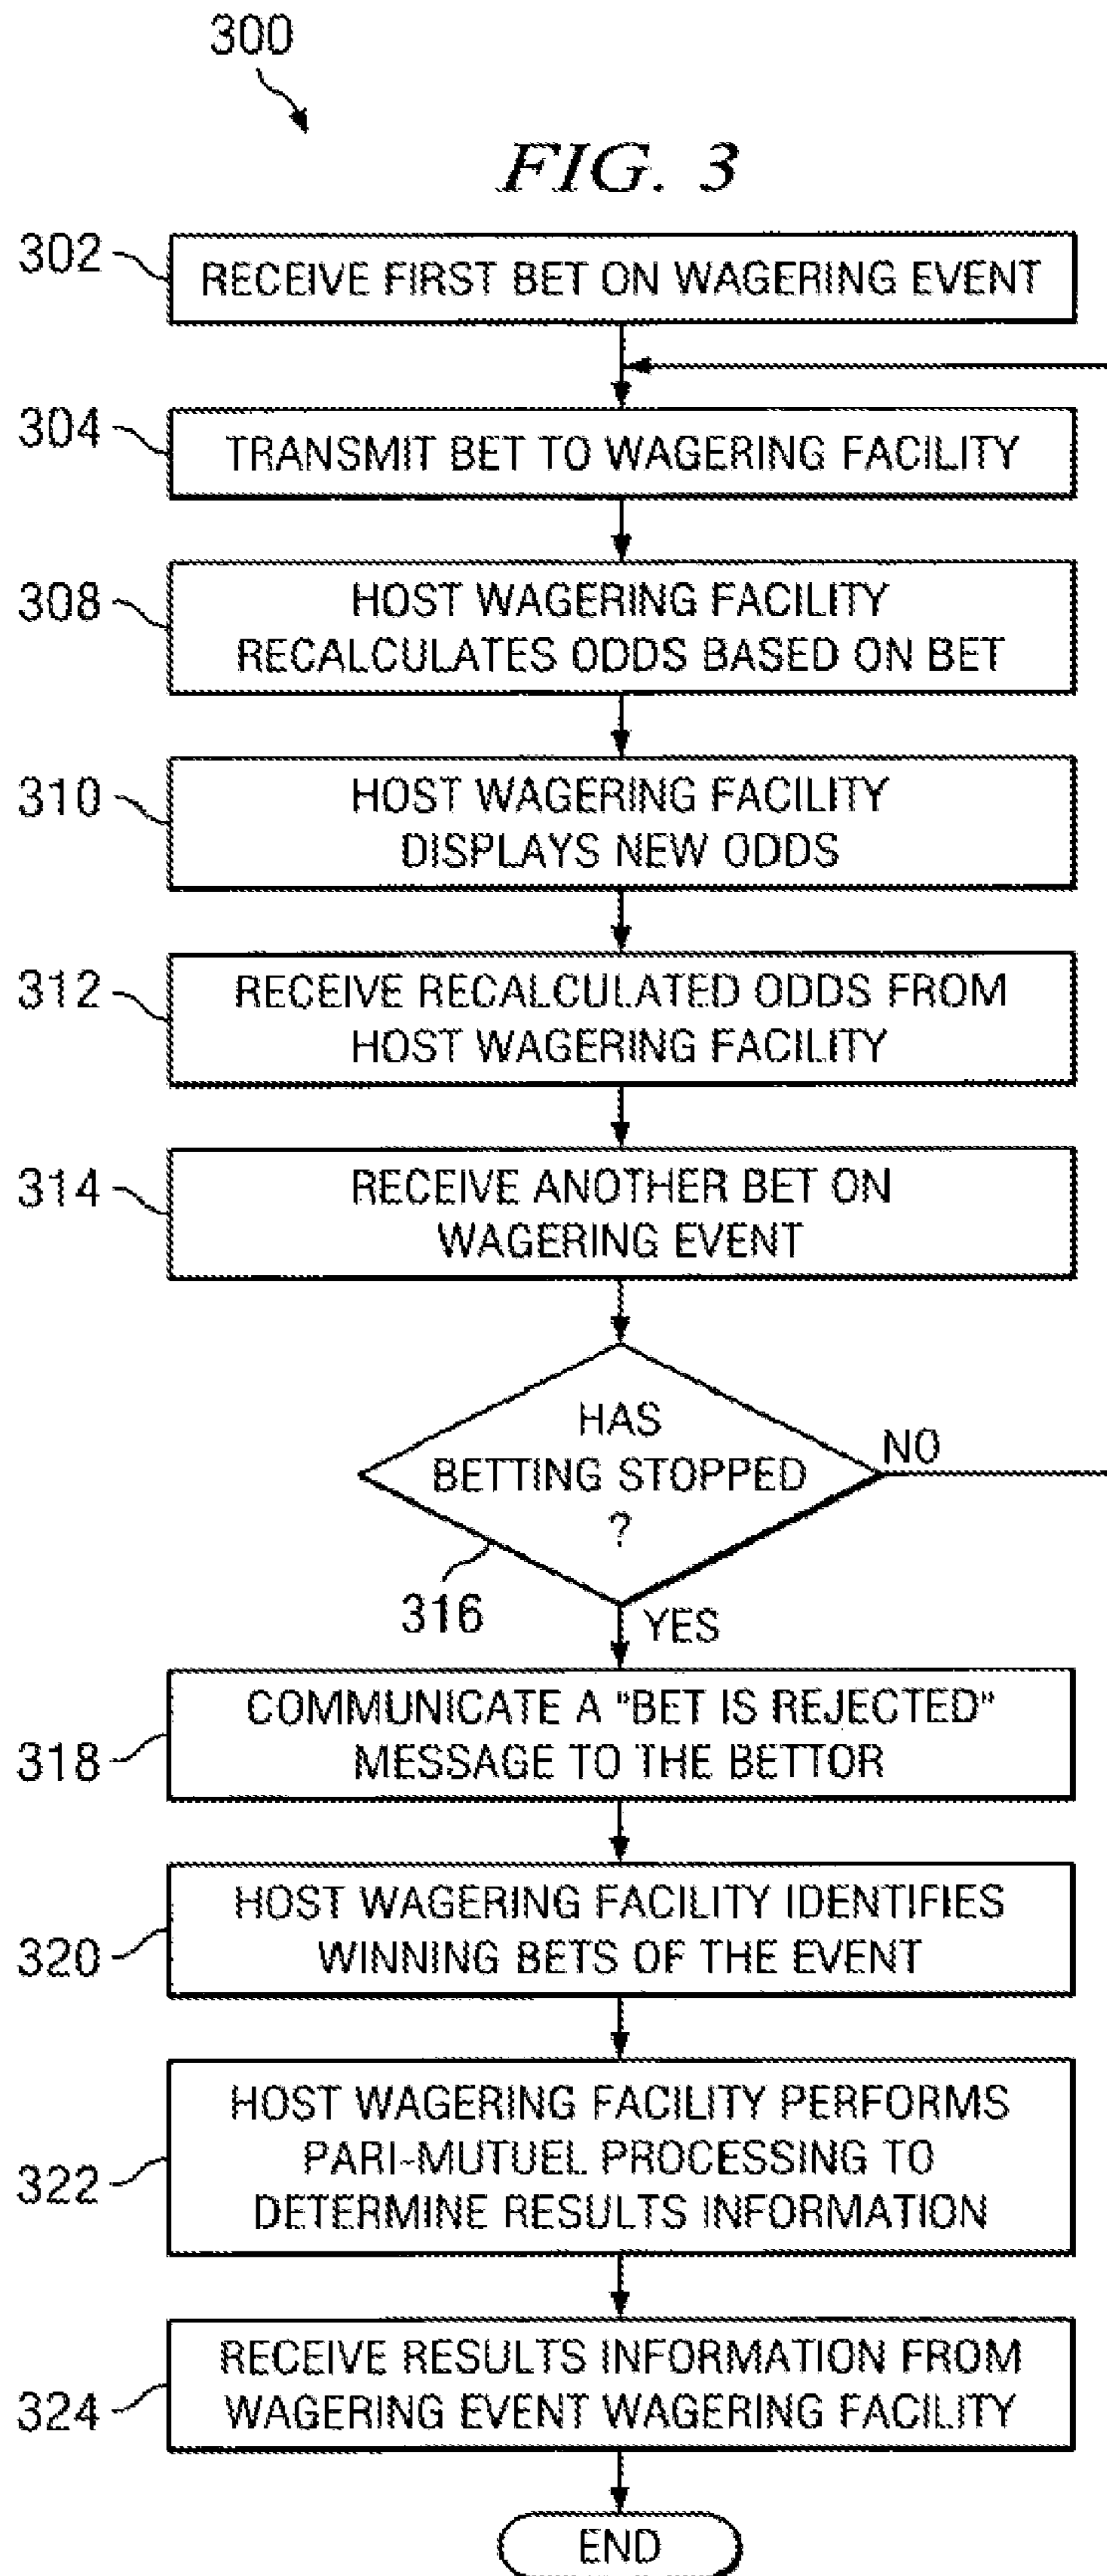 300
FIG. 3
302
RECEIVE FIRST BET ON WAGERING EVENT
304
TRANSMIT BET TO WAGERING FACILITY
308
HOST WAGERING FACILITY
RECALCULATES ODDS BASED ON BET
310
HOST WAGERING FACILITY
DISPLAYS NEW ODDS
312
RECEIVE RECALCULATED ODDS FROM
HOST WAGERING FACILITY
314
RECEIVE ANOTHER BET ON
WAGERING EVENT
HAS
BETTING STOPPED
?
NO
316
YES
318
COMMUNICATE A "BET IS REJECTED"
MESSAGE TO THE BETTOR
320
HOST WAGERING FACILITY IDENTIFIES
WINNING BETS OF THE EVENT
322
HOST WAGERING FACILITY PERFORMS
PARI-MUTUEL PROCESSING TO
DETERMINE RESULTS INFORMATION
324
RECEIVE RESULTS INFORMATION FROM
WAGERING EVENT WAGERING FACILITY
END